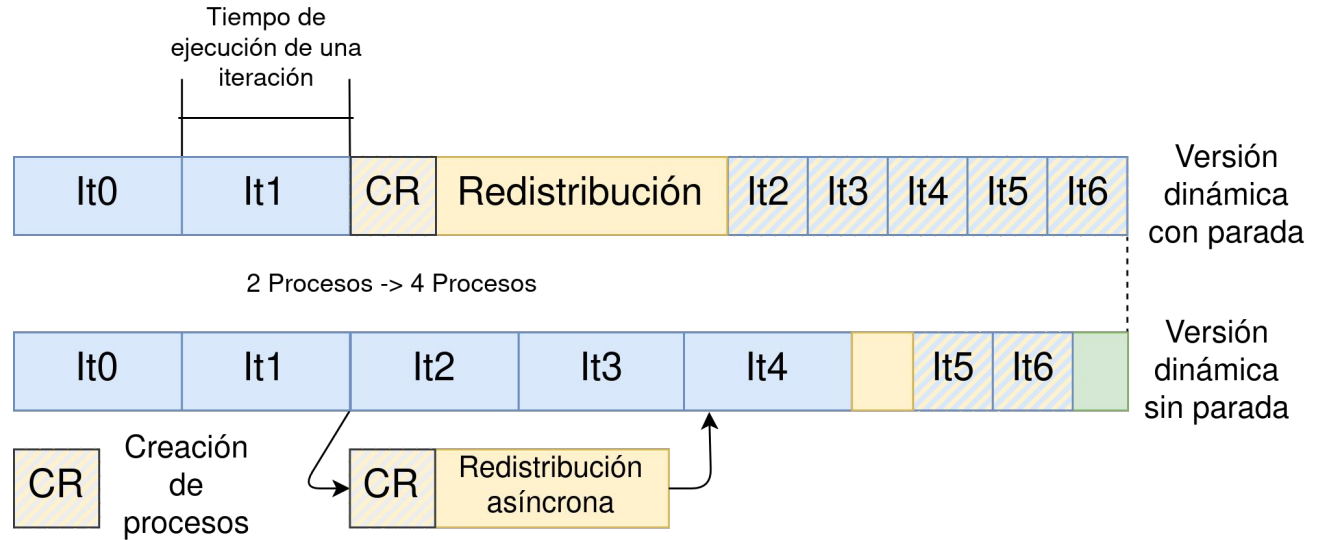 Tiempo de
ejecución de una
iteración
It0 It1 CR Redistribución It2 It3 It4 It5 It6
Versión
dinámica
con parada
2 Procesos -> 4 Procesos
It0 It1 It2 It3 It4 It5 It6
Versión
dinámica
sin parada
CR
Creación
de
procesos
CR
Redistribución
asíncrona